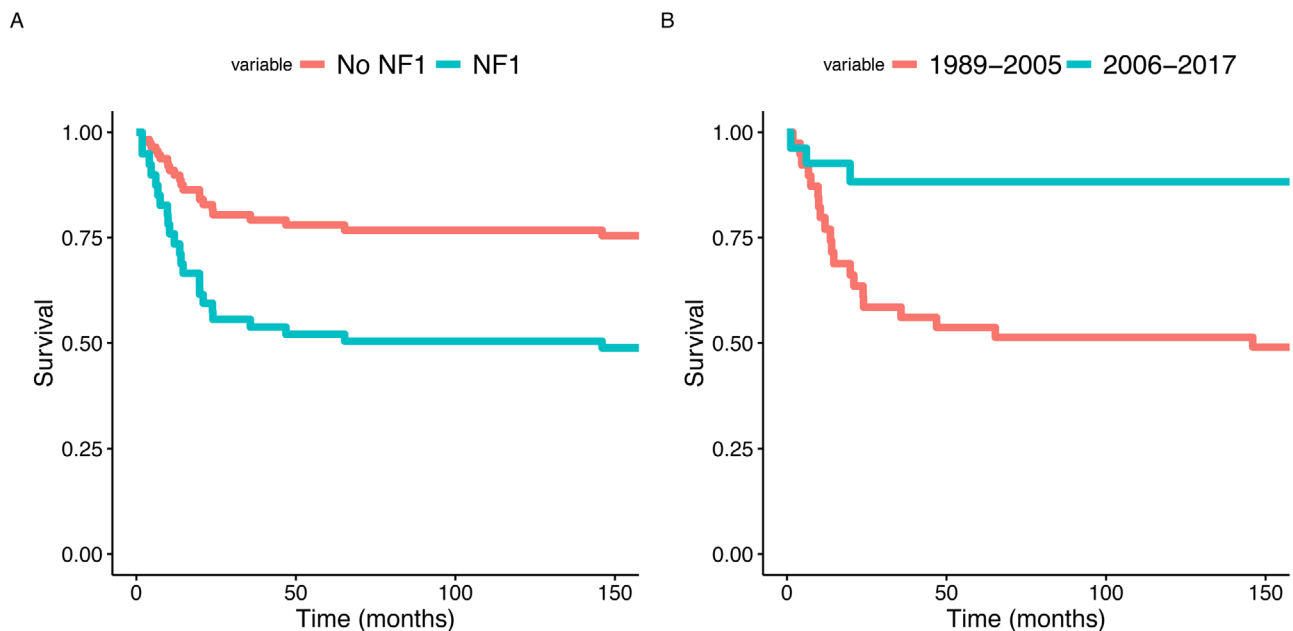 A
variable No NF1 NF1
1.00
0.75
0.50
0.25
0.00
Survival
0 50 100 150
Time (months)
B
variable 1989−2005 2006−2017
1.00
0.75
0.50
0.25
0.00
Survival
0 50 100 150
Time (months)